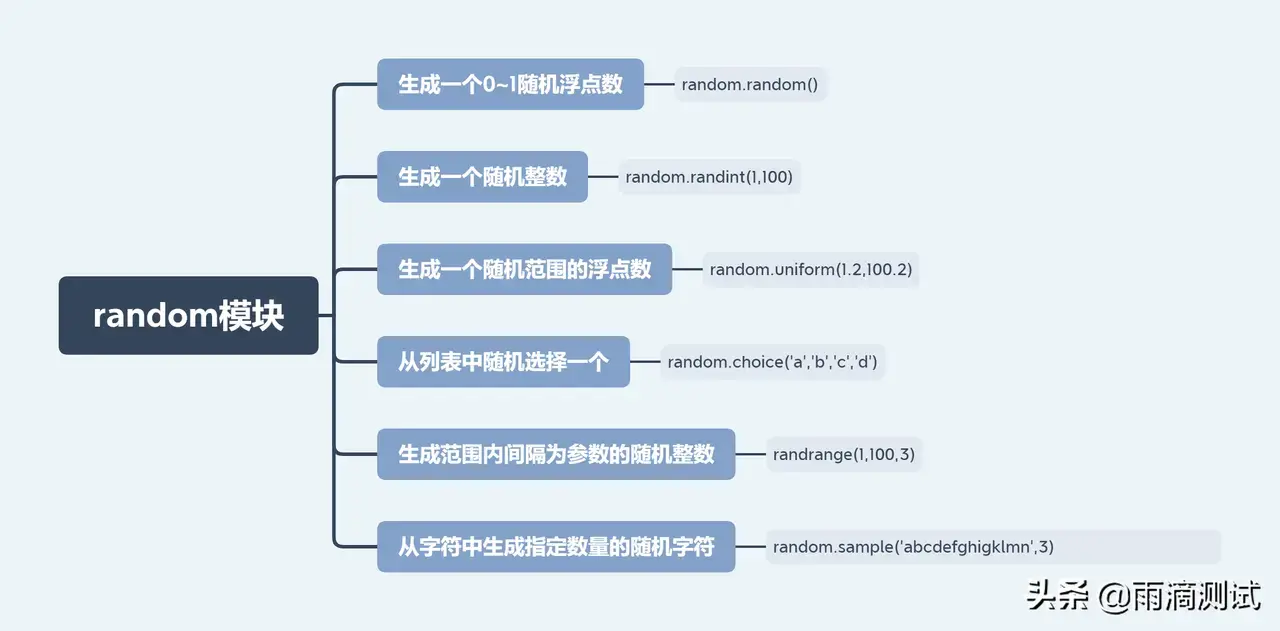 random模块
生成一个0~1随机浮点数
random.random()
生成一个随机整数
random.randint(1,100)
生成一个随机范围的浮点数
random.uniform(1.2,100.2)
从列表中随机选择一个
random.choice('a','b','c','d')
生成范围内间隔为参数的随机整数
randrange(1,100,3)
从字符中生成指定数量的随机字符
random.sample('abcdefghigklmn',3)
头条 @雨滴测试